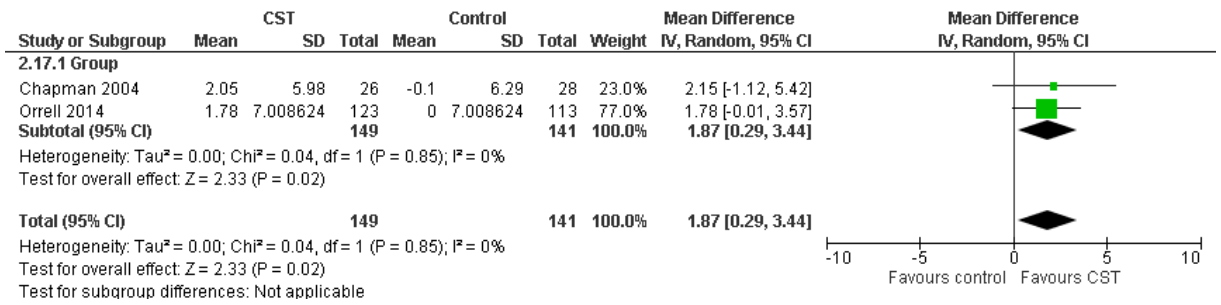 CST Control Mean Difference Mean Difference
Study or Subgroup Mean SD Total Mean SD Total Weight IV, Random, 95% CI IV, Random, 95% CI
2.17.1 Group
Chapman 2004 2.05 5.98 26 -0.1 6.29 28 23.0% 2.15 [-1.12, 5.42]
Orrell 2014 1.78 7.008624 123 0 7.008624 113 77.0% 1.78 [-0.01, 3.57]
Subtotal (95% CI) 149 141 100.0% 1.87 [0.29, 3.44]
Heterogeneity: Tau² = 0.00; Chi² = 0.04, df = 1 (P = 0.85); I² = 0%
Test for overall effect: Z = 2.33 (P = 0.02)
Total (95% CI) 149 141 100.0% 1.87 [0.29, 3.44]
Heterogeneity: Tau² = 0.00; Chi² = 0.04, df = 1 (P = 0.85); I² = 0%
Test for overall effect: Z = 2.33 (P = 0.02)
Test for subgroup differences: Not applicable
-10 -5 0 5 10
Favours control Favours CST